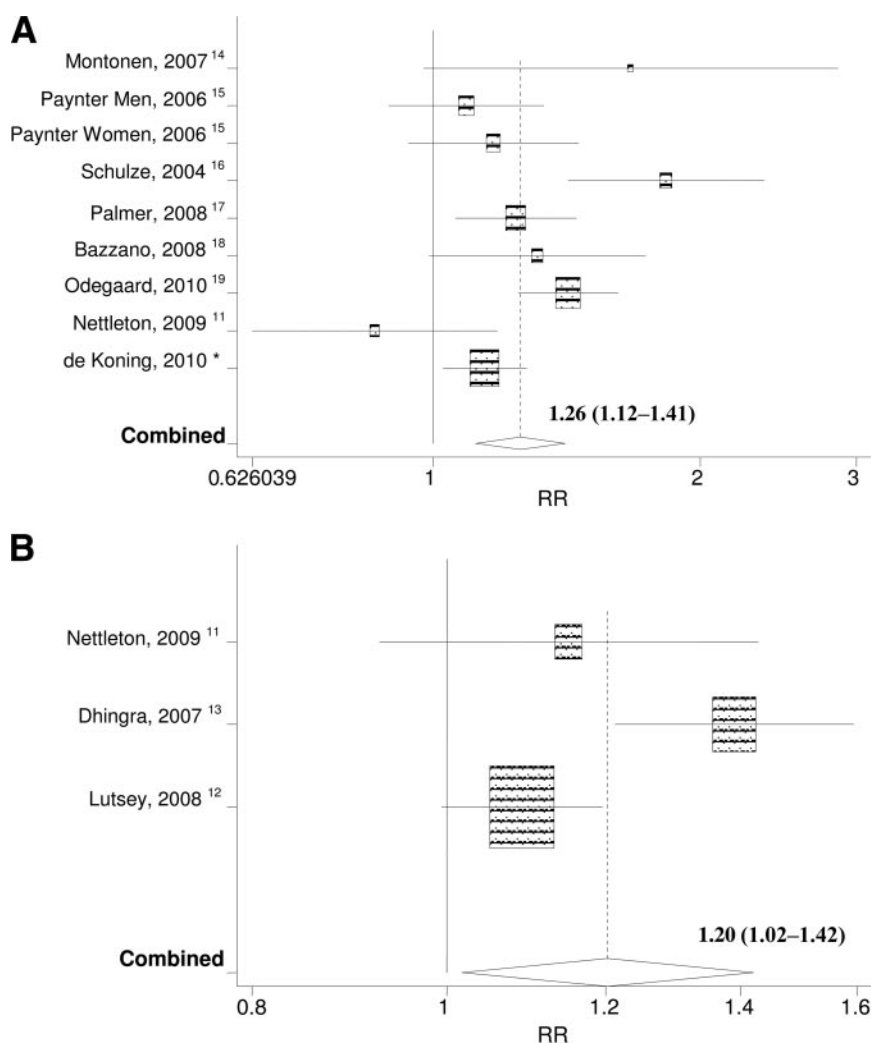 A
Montonen, 2007 14
Paynter Men, 2006 15
Paynter Women, 2006 15
Schulze, 2004 16
Palmer, 2008 17
Bazzano, 2008 18
Odegaard, 2010 19
Nettleton, 2009 11
de Koning, 2010 *
1.26 (1.12–1.41)
Combined
0.626039 1 2 3
RR
B
Nettleton, 2009 11
Dhingra, 2007 13
Lutsey, 2008 12
1.20 (1.02–1.42)
Combined
0.8 1 1.2 1.4 1.6
RR